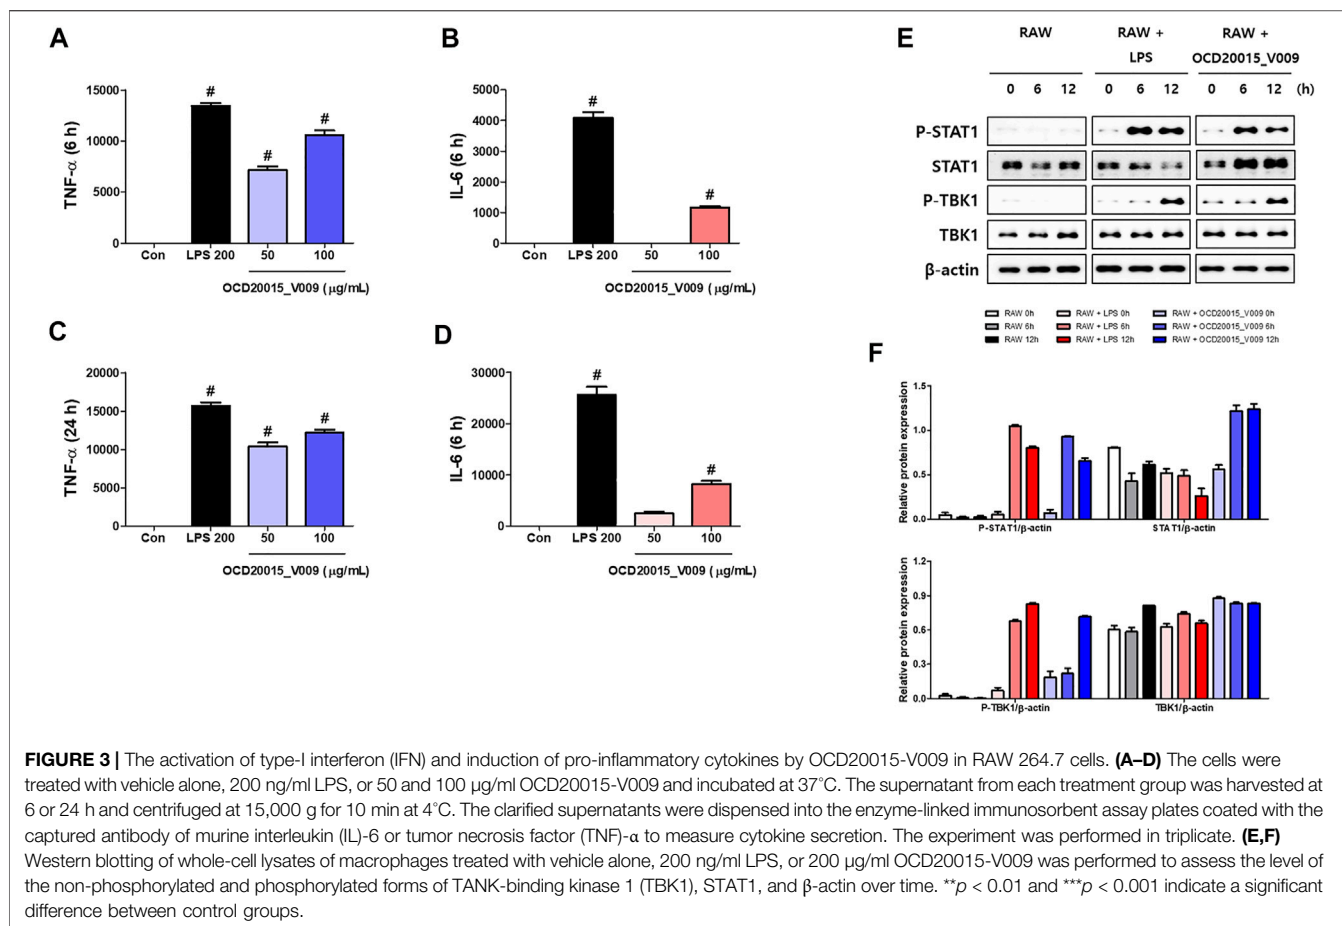 A
TNF-α (6 h)
15000
10000
5000
0
#
#
#
Con
LPS 200
50
100
OCD20015_V009 (μg/mL)
B
IL-6 (6 h)
5000
4000
3000
2000
1000
0
#
#
Con
LPS 200
50
100
OCD20015_V009 (μg/mL)
C
TNF-α (24 h)
20000
15000
10000
5000
0
#
#
#
Con
LPS 200
50
100
OCD20015_V009 (μg/mL)
D
IL-6 (6 h)
30000
20000
10000
0
#
#
Con
LPS 200
50
100
OCD20015_V009 (μg/mL)
E
RAW
RAW +
LPS
RAW +
OCD20015_V009
0 6 12 0 6 12 0 6 12 (h)
P-STAT1
STAT1
P-TBK1
TBK1
β-actin
RAW 0h RAW + LPS 0h RAW + OCD20015_V009 0h
RAW 6h RAW + LPS 6h RAW + OCD20015_V009 6h
RAW 12h RAW + LPS 12h RAW + OCD20015_V009 12h
F
Relative protein expression
1.5
1.0
0.5
0.0
P-STAT1/β-actin
STAT1/β-actin
Relative protein expression
1.2
0.9
0.6
0.3
0.0
P-TBK1/β-actin
TBK1/β-actin
FIGURE 3 | The activation of type-I interferon (IFN) and induction of pro-inflammatory cytokines by OCD20015-V009 in RAW 264.7 cells. (A–D) The cells were
treated with vehicle alone, 200 ng/ml LPS, or 50 and 100 μg/ml OCD20015-V009 and incubated at 37°C. The supernatant from each treatment group was harvested at
6 or 24 h and centrifuged at 15,000 g for 10 min at 4°C. The clarified supernatants were dispensed into the enzyme-linked immunosorbent assay plates coated with the
captured antibody of murine interleukin (IL)-6 or tumor necrosis factor (TNF)-α to measure cytokine secretion. The experiment was performed in triplicate. (E,F)
Western blotting of whole-cell lysates of macrophages treated with vehicle alone, 200 ng/ml LPS, or 200 μg/ml OCD20015-V009 was performed to assess the level of
the non-phosphorylated and phosphorylated forms of TANK-binding kinase 1 (TBK1), STAT1, and β-actin over time. **p < 0.01 and ***p < 0.001 indicate a significant
difference between control groups.